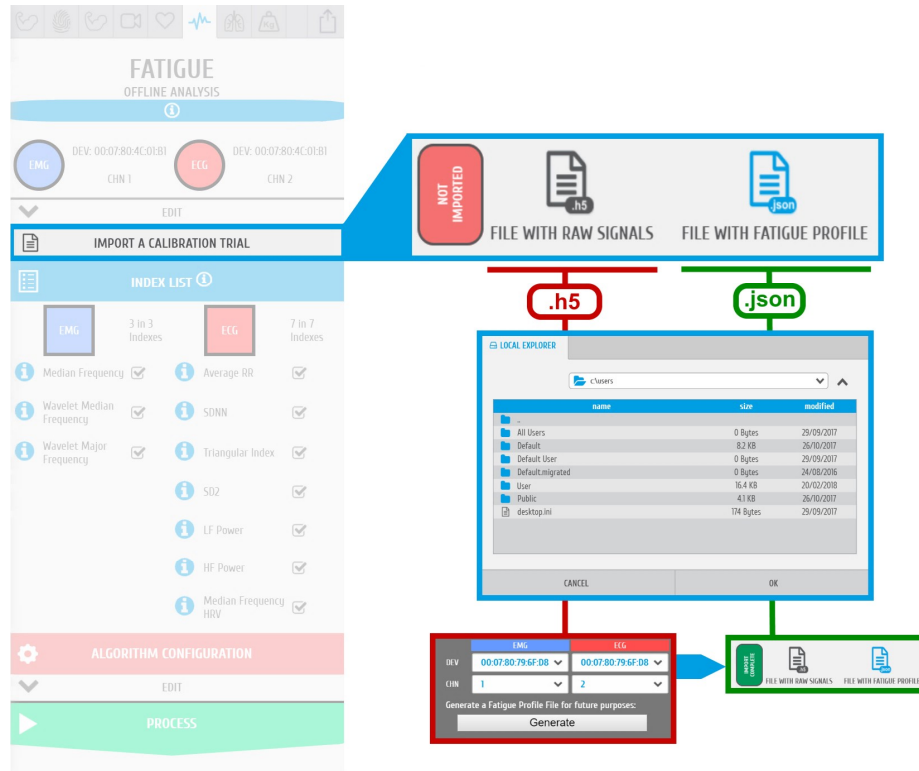 FATIGUE
OFFLINE ANALYSIS
EMG
DEV: 00:07:80:4C:01:B1
CHN 1
ECG
DEV: 00:07:80:4C:01:B1
CHN 2
EDIT
IMPORT A CALIBRATION TRIAL
INDEX LIST
EMG
3 in 3
Indexes
ECG
7 in 7
Indexes
Median Frequency
Average RR
Wavelet Median
Frequency
SDNN
Wavelet Major
Frequency
Triangular Index
SD2
LF Power
HF Power
Median Frequency
HRV
ALGORITHM CONFIGURATION
EDIT
PROCESS
NOT
IMPORTED
.h5
FILE WITH RAW SIGNALS
.json
FILE WITH FATIGUE PROFILE
.h5
.json
LOCAL EXPLORER
c:\users
name size modified
..
All Users 0 Bytes 29/09/2017
Default 8.2 KB 26/10/2017
Default User 0 Bytes 29/09/2017
Default.migrated 0 Bytes 24/08/2016
User 16.4 KB 20/02/2018
Public 4.1 KB 26/10/2017
desktop.ini 174 Bytes 29/09/2017
CANCEL
OK
EMG ECG
DEV 00:07:80:79:6F:D8 00:07:80:79:6F:D8
CHN 1 2
Generate a Fatigue Profile File for future purposes:
Generate
IMPORT
COMPLETE
.h5
FILE WITH RAW SIGNALS
.json
FILE WITH FATIGUE PROFILE